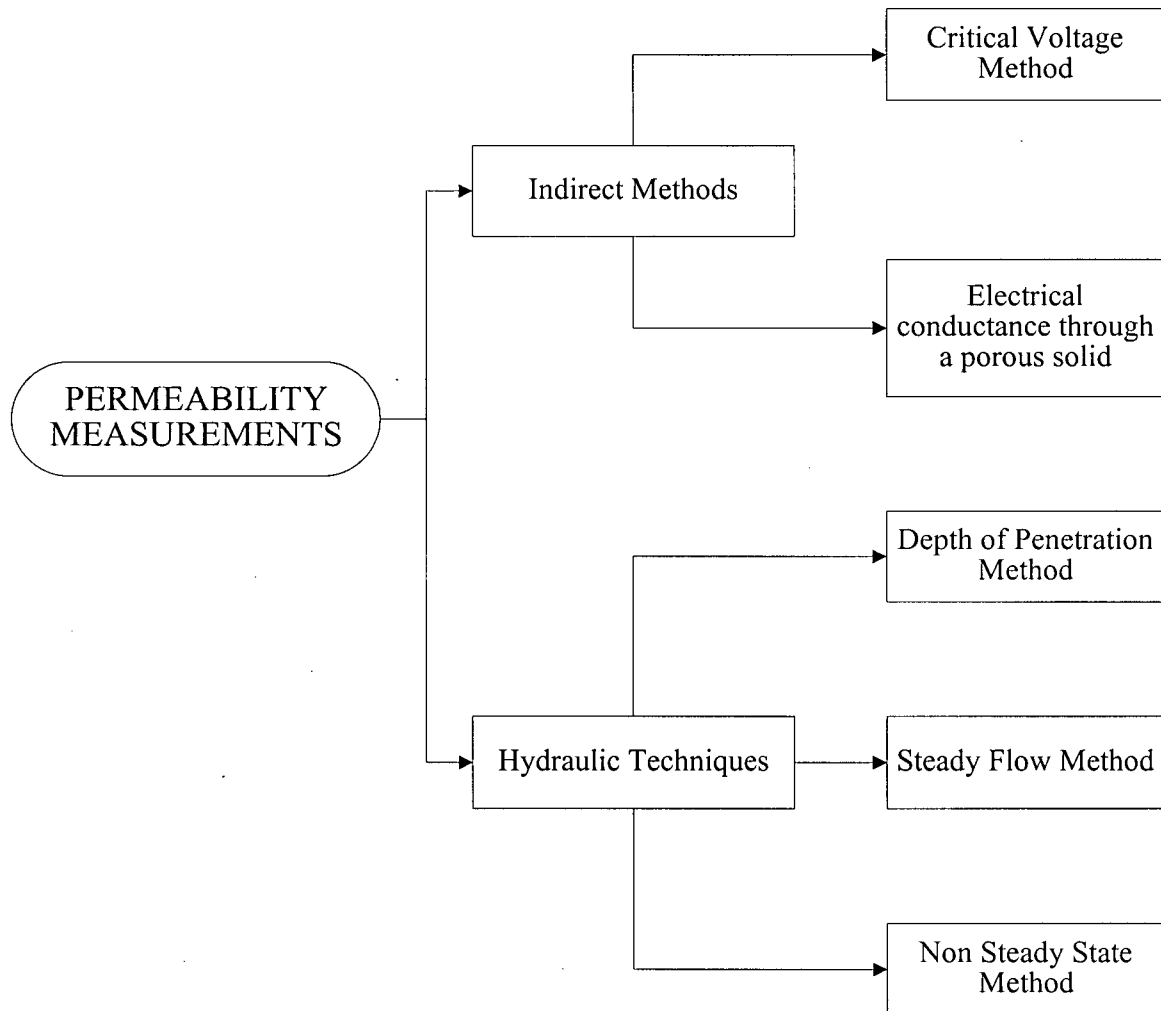 Critical Voltage
Method
Indirect Methods
Electrical
conductance through
a porous solid
PERMEABILITY
MEASUREMENTS
Depth of Penetration
Method
Hydraulic Techniques
Steady Flow Method
Non Steady State
Method